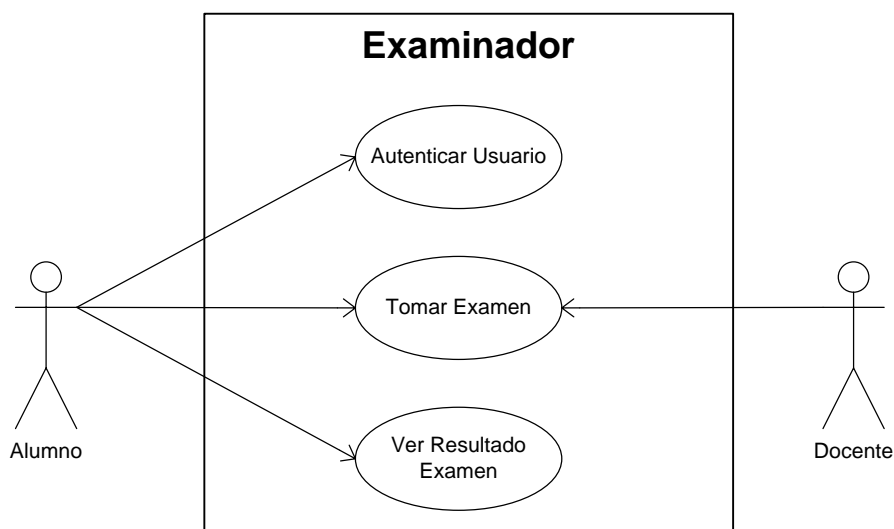 Examinador
Autenticar Usuario
Tomar Examen
Ver Resultado
Examen
Alumno
Docente